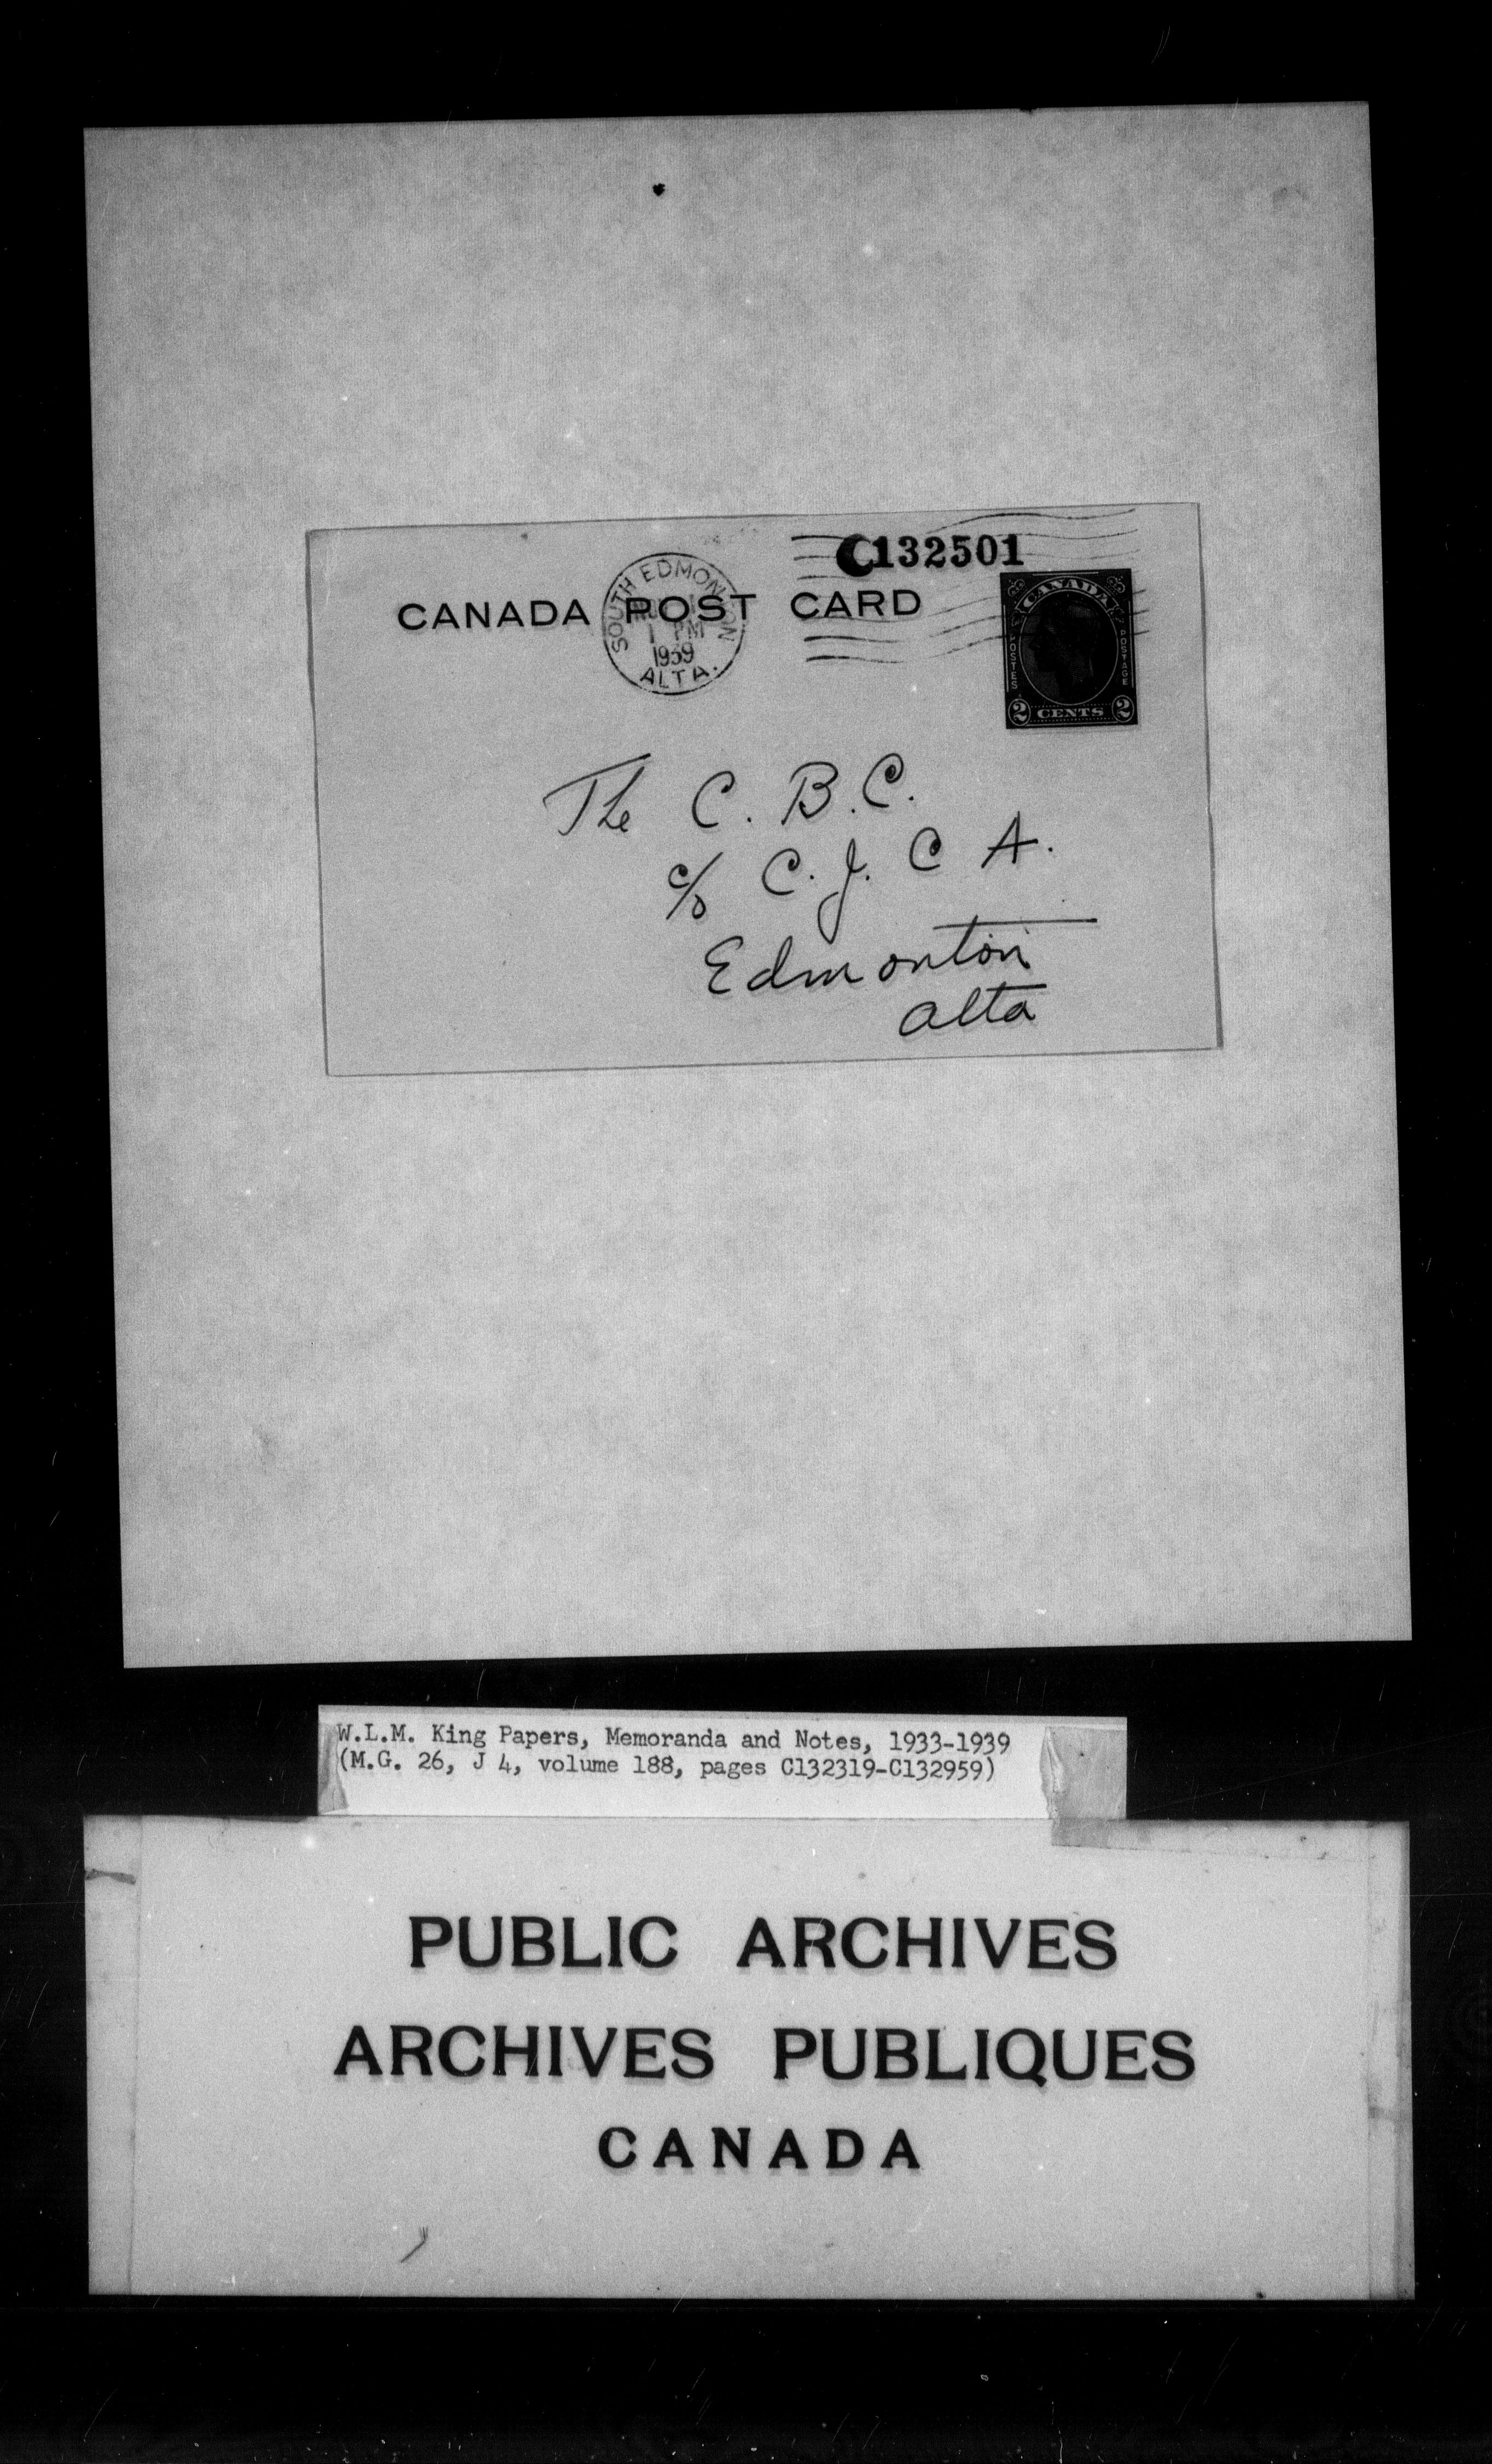 C132501
CANADA POST CARD
SOUTH EDMONTON
1 PM
1939
ALTA.
CANADA
POSTES
POSTAGE
2 CENTS 2
The C. B. C.
c/o C. J. C A.
Edmonton
Alta
W.L.M. King Papers, Memoranda and Notes, 1933-1939
(M.G. 26, J 4, volume 188, pages C132319-C132959)
PUBLIC ARCHIVES
ARCHIVES PUBLIQUES
CANADA